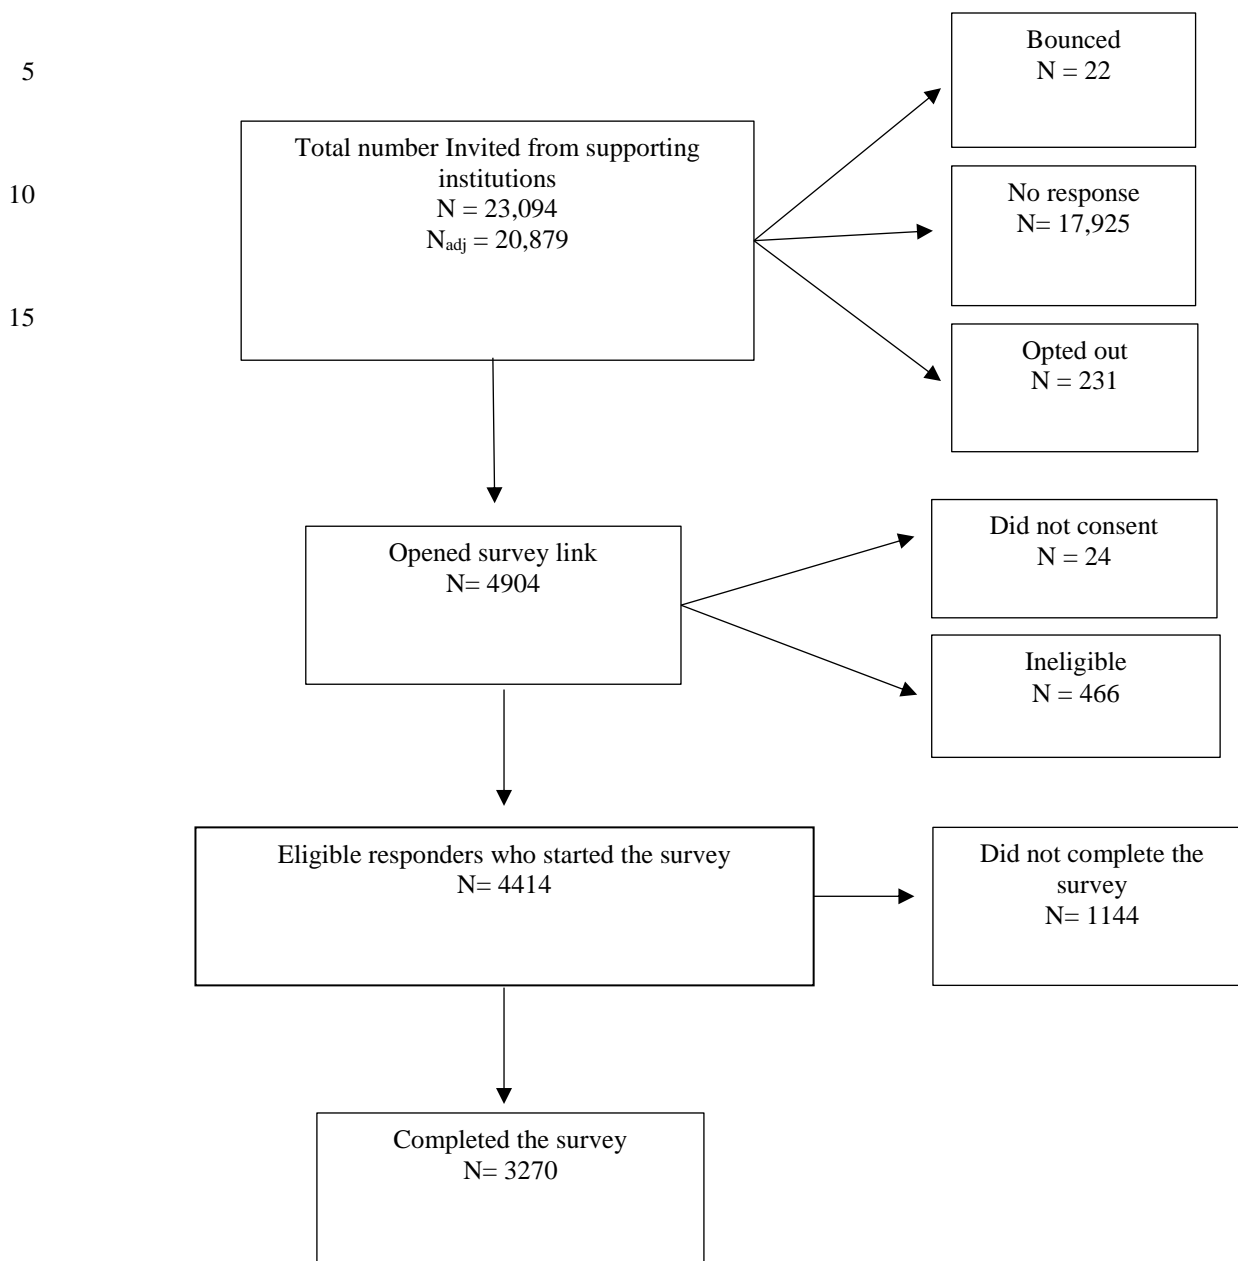 5
10
15
Total number Invited from supporting
institutions
N = 23,094
Nadj = 20,879
Bounced
N = 22
No response
N= 17,925
Opted out
N = 231
Opened survey link
N= 4904
Did not consent
N = 24
Ineligible
N = 466
Eligible responders who started the survey
N= 4414
Did not complete the
survey
N= 1144
Completed the survey
N= 3270